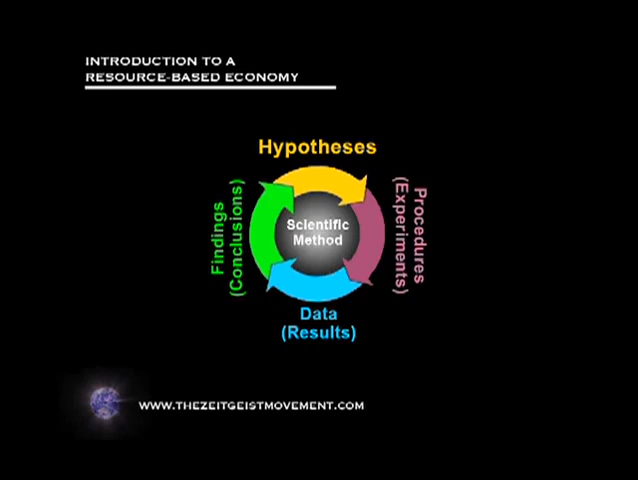 INTRODUCTION TO A
RESOURCE-BASED ECONOMY
Hypotheses
Procedures
(Experiments)
Scientific
Method
Data
(Results)
Findings
(Conclusions)
WWW.THEZEITGEISTMOVEMENT.COM